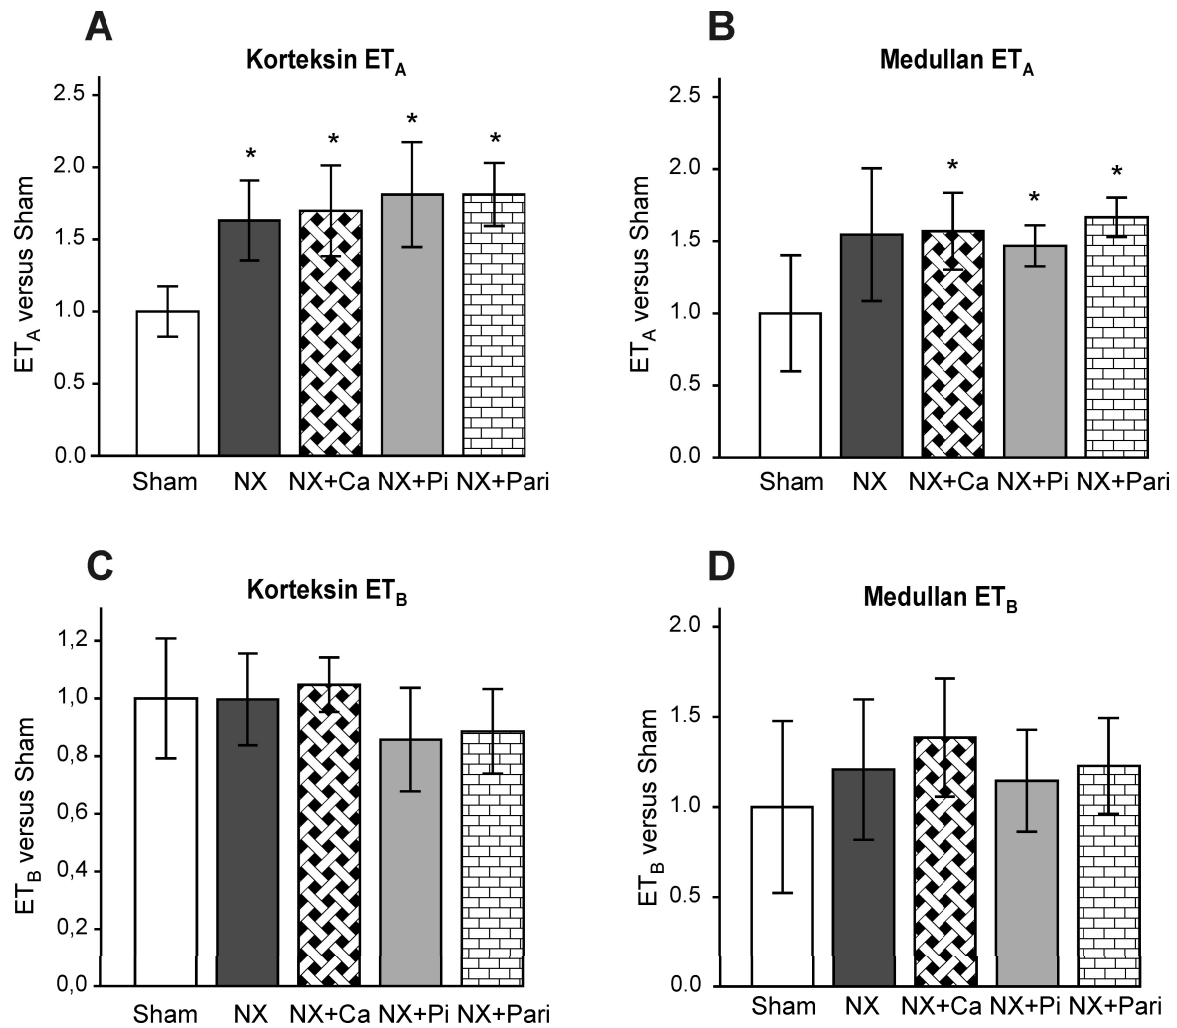 A
Korteksin ETA
ETA versus Sham
2.5
2.0
1.5
1.0
0.5
0.0
* * * *
Sham NX NX+Ca NX+Pi NX+Pari
B
Medullan ETA
ETA versus Sham
2.5
2.0
1.5
1.0
0.5
0.0
* * *
Sham NX NX+Ca NX+Pi NX+Pari
C
Korteksin ETB
ETB versus Sham
1,2
1,0
0,8
0,6
0,4
0,2
0,0
Sham NX NX+Ca NX+Pi NX+Pari
D
Medullan ETB
ETB versus Sham
2.0
1.5
1.0
0.5
0.0
Sham NX NX+Ca NX+Pi NX+Pari